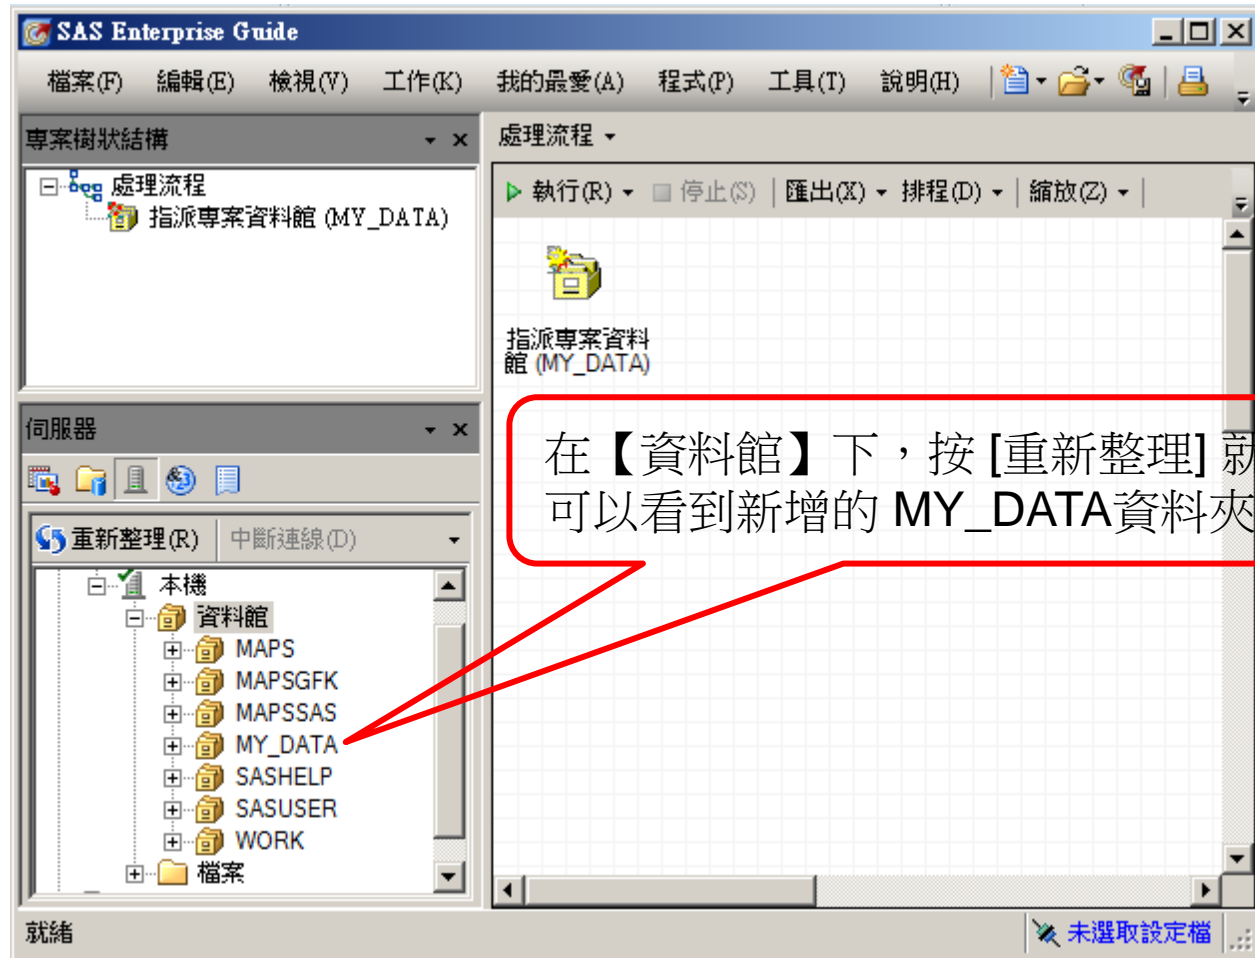 SAS Enterprise Guide
檔案(F) 編輯(E) 檢視(V) 工作(K) 我的最愛(A) 程式(P) 工具(T) 說明(H)
專案樹狀結構
處理流程
指派專案資料館 (MY_DATA)
處理流程
執行(R) 停止(S) 匯出(X) 排程(D) 縮放(Z)
指派專案資料
館 (MY_DATA)
在【資料館】下，按 [重新整理] 就
可以看到新增的 MY_DATA資料夾
伺服器
重新整理(R) 中斷連線(D)
本機
資料館
MAPS
MAPSGFK
MAPSSAS
MY_DATA
SASHELP
SASUSER
WORK
檔案
就緒
未選取設定檔